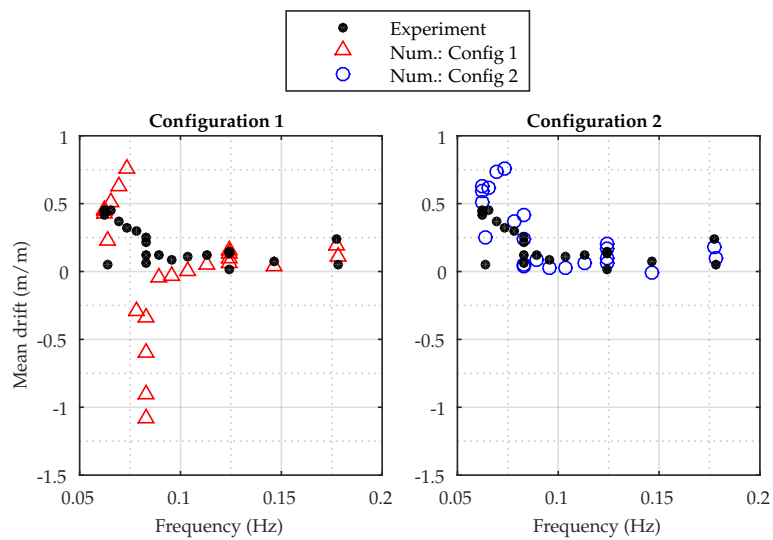 Experiment
Num.: Config 1
Num.: Config 2
Configuration 1
Configuration 2
Mean drift (m/m)
1
0.5
0
-0.5
-1
-1.5
0.05
0.1
0.15
0.2
Frequency (Hz)
1
0.5
0
-0.5
-1
-1.5
0.05
0.1
0.15
0.2
Frequency (Hz)